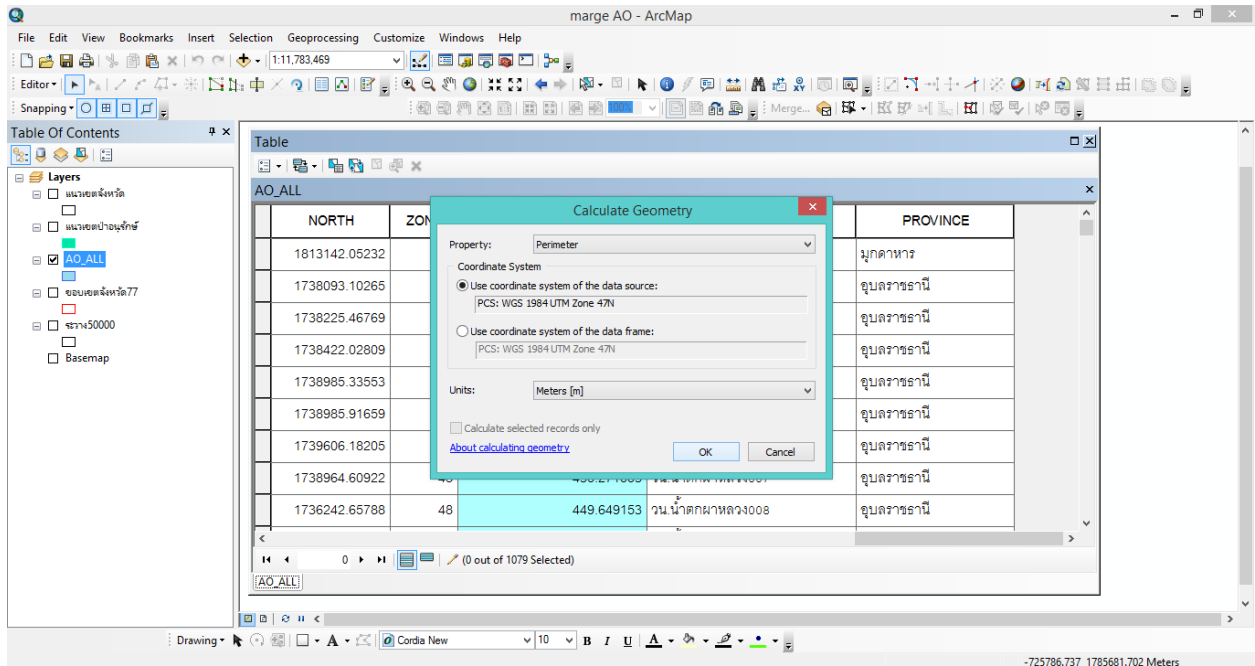 marge AO - ArcMap
File Edit View Bookmarks Insert Selection Geoprocessing Customize Windows Help
1:11,783,469
Editor
100% Merge...
Snapping
Table Of Contents
Layers
แนวเขตจังหวัด
แนวเขตป่าอนุรักษ์
AO_ALL
ขอบเขตจังหวัด77
ระวาง50000
Basemap
Table
AO_ALL
NORTH PROVINCE
1813142.05232 มุกดาหาร
1738093.10265 อุบลราชธานี
1738225.46769 อุบลราชธานี
1738422.02809 อุบลราชธานี
1738985.33553 อุบลราชธานี
1738985.91659 อุบลราชธานี
1739606.18205 อุบลราชธานี
1738964.60922 อุบลราชธานี
1736242.65788 48 449.649153 วน.น้ำตกผาหลวง008 อุบลราชธานี
Calculate Geometry
Property: Perimeter
Coordinate System
Use coordinate system of the data source:
PCS: WGS 1984 UTM Zone 47N
Use coordinate system of the data frame:
PCS: WGS 1984 UTM Zone 47N
Units: Meters [m]
Calculate selected records only
About calculating geometry OK Cancel
0 (0 out of 1079 Selected)
AO_ALL
Drawing A Cordia New 10 B I U A
-725786.737 1785681.702 Meters